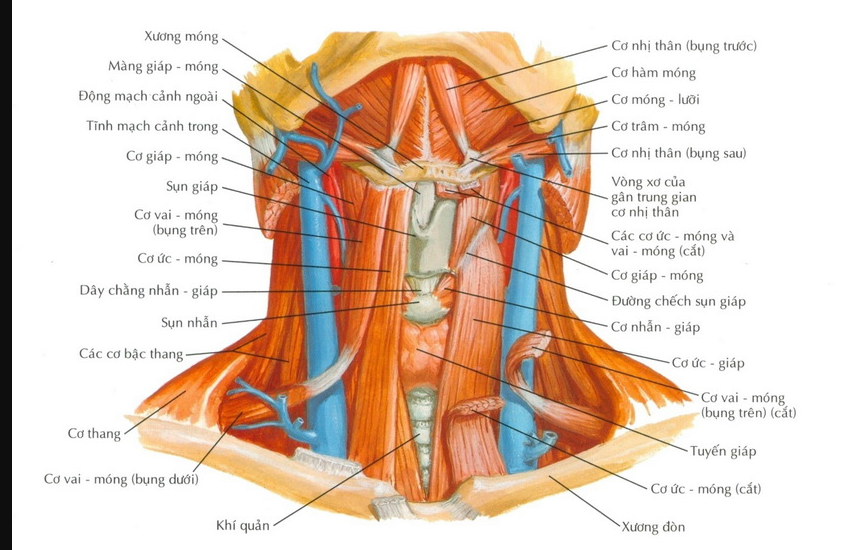 Xương móng
Màng giáp - móng
Động mạch cảnh ngoài
Tĩnh mạch cảnh trong
Cơ giáp - móng
Sụn giáp
Cơ vai - móng
(bụng trên)
Cơ ức - móng
Dây chằng nhẫn - giáp
Sụn nhẫn
Các cơ bậc thang
Cơ thang
Cơ vai - móng (bụng dưới)
Khí quản
Cơ nhị thân (bụng trước)
Cơ hàm móng
Cơ móng - lưỡi
Cơ trâm - móng
Cơ nhị thân (bụng sau)
Vòng xơ của
gân trung gian
cơ nhị thân
Các cơ ức - móng và
vai - móng (cắt)
Cơ giáp - móng
Đường chếch sụn giáp
Cơ nhẫn - giáp
Cơ ức - giáp
Cơ vai - móng
(bụng trên) (cắt)
Tuyến giáp
Cơ ức - móng (cắt)
Xương đòn